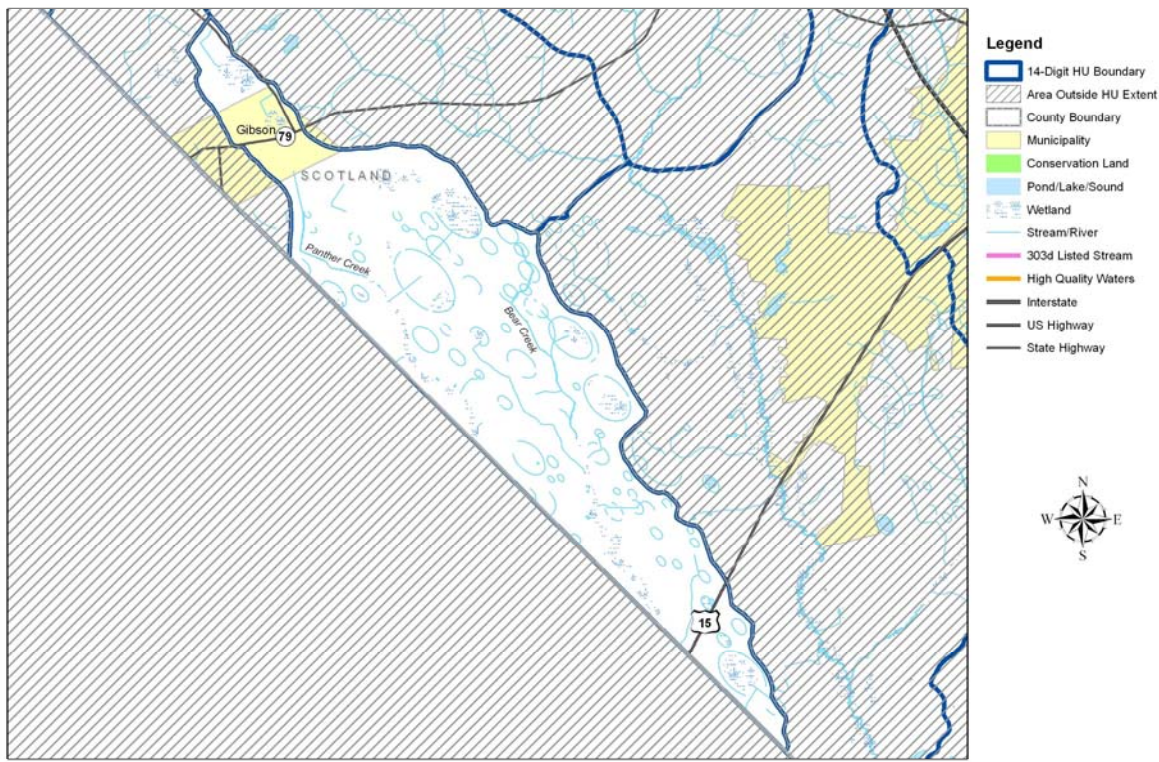 Gibson
79
SCOTLAND
Panther Creek
Bear Creek
15
Legend
14-Digit HU Boundary
Area Outside HU Extent
County Boundary
Municipality
Conservation Land
Pond/Lake/Sound
Wetland
Stream/River
303d Listed Stream
High Quality Waters
Interstate
US Highway
State Highway
N
W
E
S